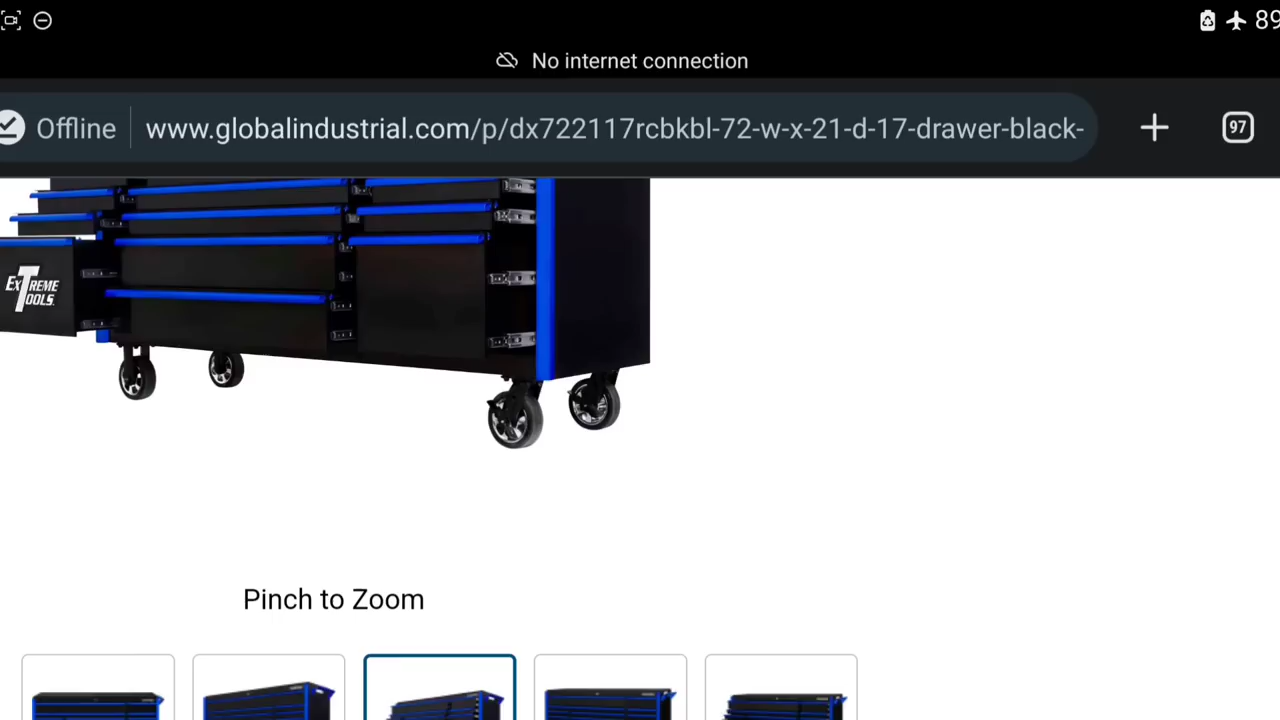 89
No internet connection
Offline
www.globalindustrial.com/p/dx722117rcbkbl-72-w-x-21-d-17-drawer-black-
97
EXTREME
TOOLS
Pinch to Zoom